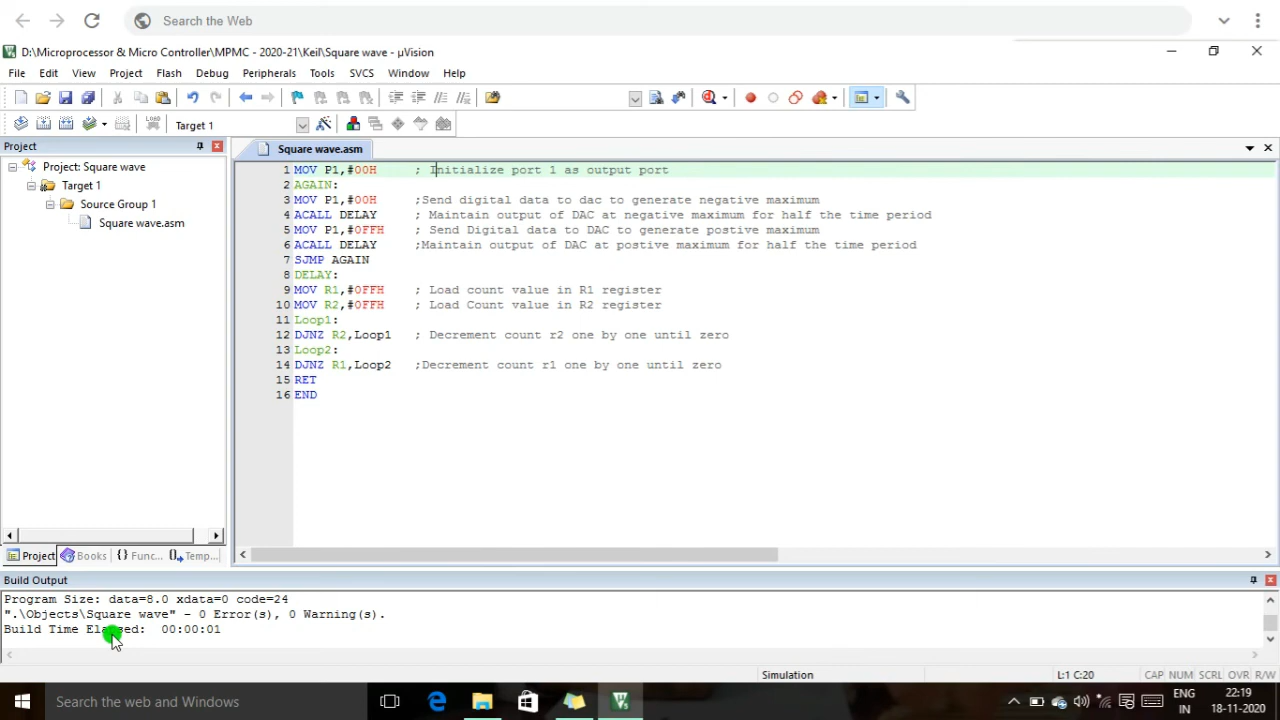 Search the Web
D:\Microprocessor & Micro Controller\MPMC - 2020-21\Keil\Square wave - µVision
File Edit View Project Flash Debug Peripherals Tools SVCS Window Help
LOAD Target 1
Project
Square wave.asm
Project: Square wave
Target 1
Source Group 1
Square wave.asm
1 MOV P1,#00H ; Initialize port 1 as output port
2 AGAIN:
3 MOV P1,#00H ;Send digital data to dac to generate negative maximum
4 ACALL DELAY ; Maintain output of DAC at negative maximum for half the time period
5 MOV P1,#0FFH ; Send Digital data to DAC to generate postive maximum
6 ACALL DELAY ;Maintain output of DAC at postive maximum for half the time period
7 SJMP AGAIN
8 DELAY:
9 MOV R1,#0FFH ; Load count value in R1 register
10 MOV R2,#0FFH ; Load Count value in R2 register
11 Loop1:
12 DJNZ R2,Loop1 ; Decrement count r2 one by one until zero
13 Loop2:
14 DJNZ R1,Loop2 ;Decrement count r1 one by one until zero
15 RET
16 END
Project Books {} Func... Temp...
Build Output
Program Size: data=8.0 xdata=0 code=24
".\Objects\Square wave" - 0 Error(s), 0 Warning(s).
Build Time Elapsed: 00:00:01
Simulation L:1 C:20 CAP NUM SCRL OVR R/W
Search the web and Windows
ENG 22:19
IN 18-11-2020